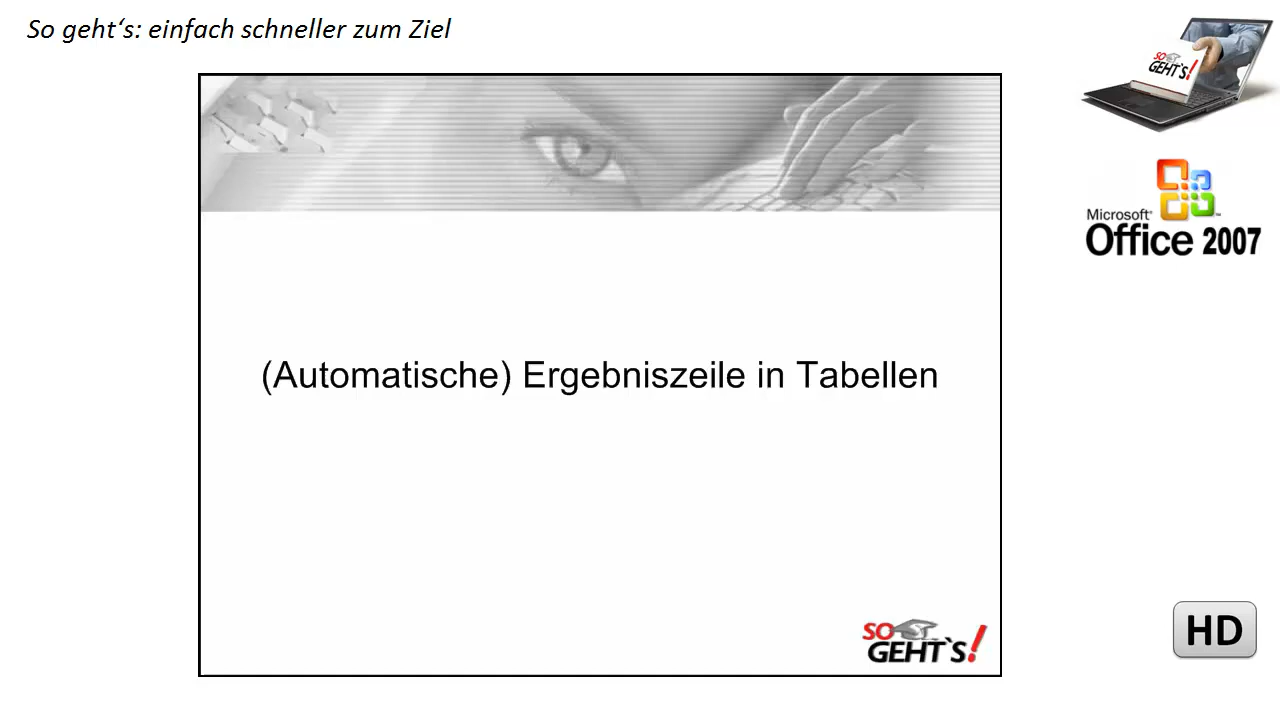 So geht‘s: einfach schneller zum Ziel
SO
GEHT`S!
Microsoft
Office 2007
(Automatische) Ergebniszeile in Tabellen
SO
GEHT`S!
HD